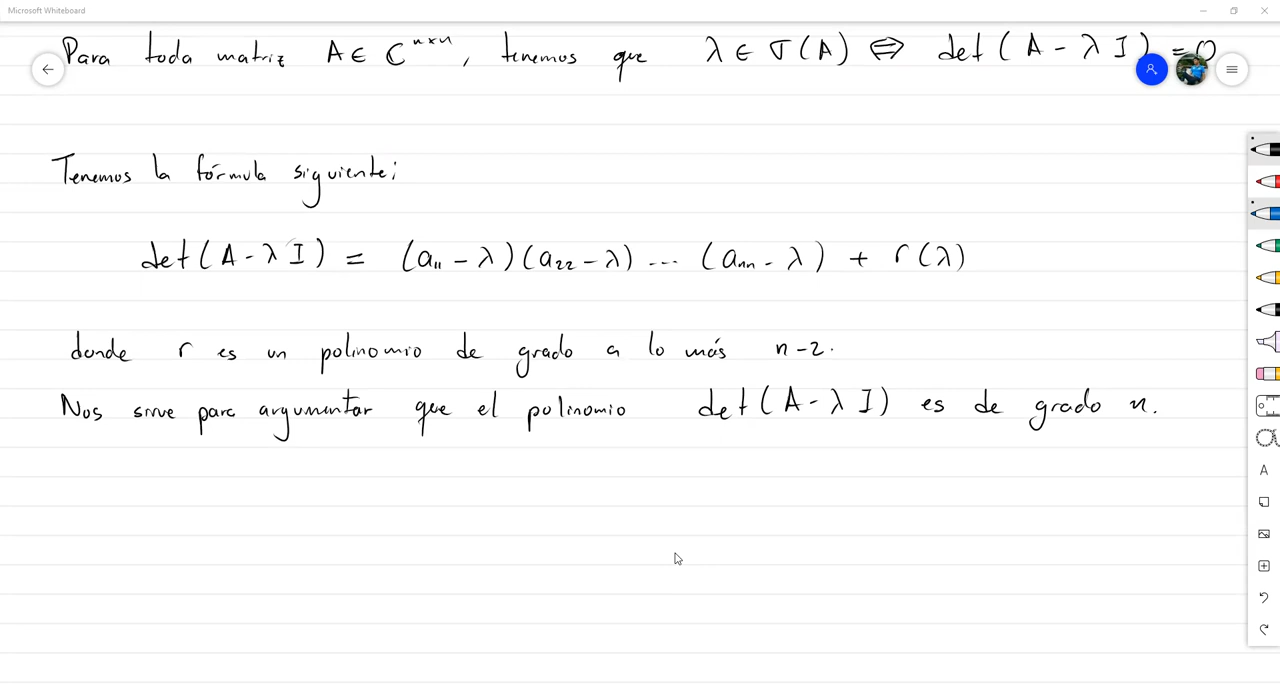 Microsoft Whiteboard
Para toda matriz A ∈ ℂ^{n×n}, tenemos que λ ∈ σ(A) ⇔ det(A - λI) = 0
Tenemos la fórmula siguiente:
det(A - λI) = (a₁₁ - λ)(a₂₂ - λ) ... (aₙₙ - λ) + r(λ)
donde r es un polinomio de grado a lo más n-2.
Nos sirve para argumentar que el polinomio det(A - λI) es de grado n.
A